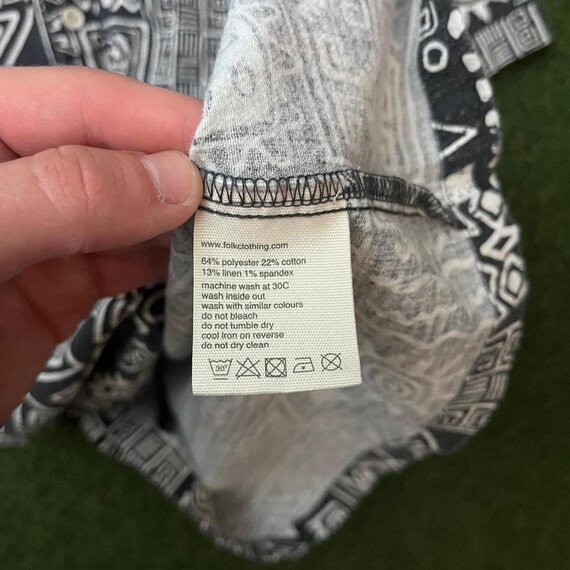 www.folkclothing.com
64% polyester 22% cotton
13% linen 1% spandex
machine wash at 30C
wash inside out
wash with similar colours
do not bleach
do not tumble dry
cool Iron on reverse
do not dry clean
30°